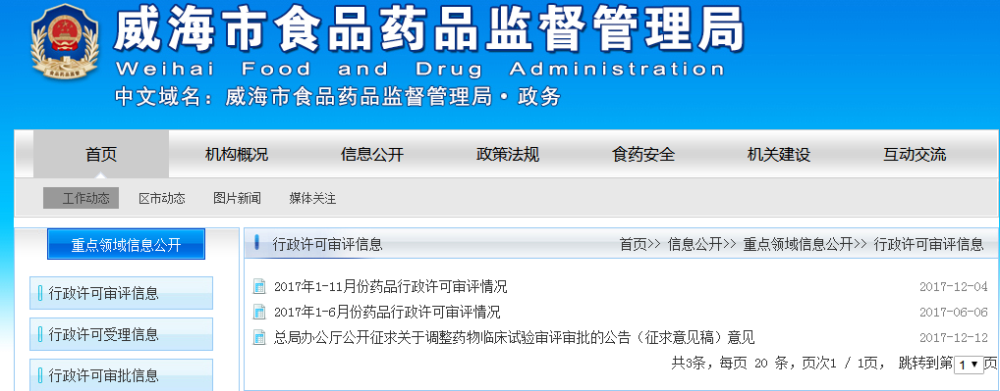 威海市食品药品监督管理局
Weihai Food and Drug Administration
中文域名：威海市食品药品监督管理局·政务
首页 机构概况 信息公开 政策法规 食药安全 机关建设 互动交流
工作动态 区市动态 图片新闻 媒体关注
重点领域信息公开
行政许可审评信息
行政许可受理信息
行政许可审批信息
行政许可审评信息 首页>> 信息公开>> 重点领域信息公开>> 行政许可审评信息
2017年1-11月份药品行政许可审评情况 2017-12-04
2017年1-6月份药品行政许可审评情况 2017-06-06
总局办公厅公开征求关于调整药物临床试验审评审批的公告（征求意见稿）意见 2017-12-12
共3条，每页 20 条，页次1 / 1页， 跳转到第 1 页